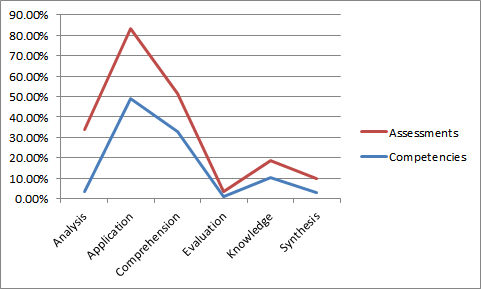 90.00%
80.00%
70.00%
60.00%
50.00%
40.00%
30.00%
20.00%
10.00%
0.00%
Analysis
Application
Comprehension
Evaluation
Knowledge
Synthesis
Assessments
Competencies